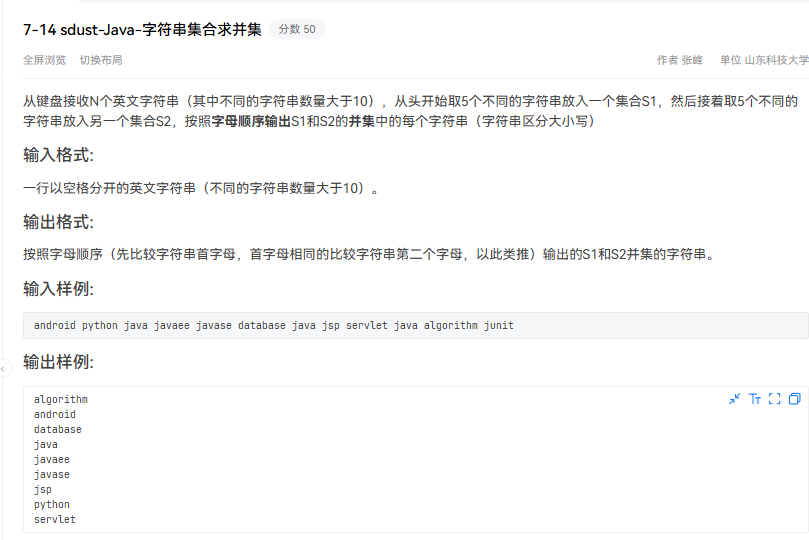 7-14 sdust-Java-字符串集合求并集 分数 50
全屏浏览 切换布局 作者 张峰 单位 山东科技大学
从键盘接收N个英文字符串（其中不同的字符串数量大于10），从头开始取5个不同的字符串放入一个集合S1，然后接着取5个不同的
字符串放入另一个集合S2，按照字母顺序输出S1和S2的并集中的每个字符串（字符串区分大小写）
输入格式:
一行以空格分开的英文字符串（不同的字符串数量大于10）。
输出格式:
按照字母顺序（先比较字符串首字母，首字母相同的比较字符串第二个字母，以此类推）输出的S1和S2并集的字符串。
输入样例:
android python java javaee javase database java jsp servlet java algorithm junit
输出样例:
algorithm
android
database
java
javaee
javase
jsp
python
servlet